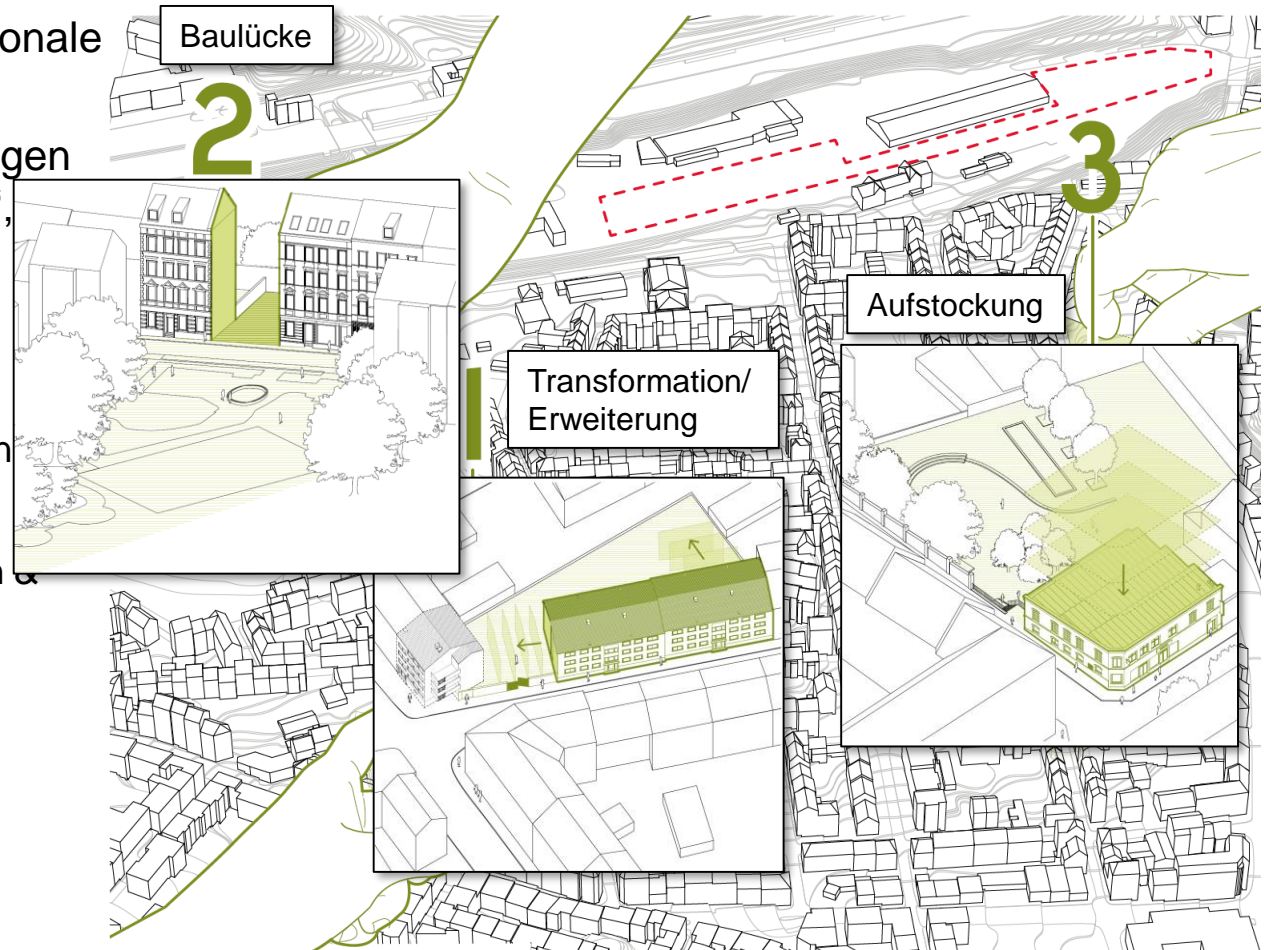 onale
Baulücke
2
gen
3
Aufstockung
Transformation/
Erweiterung
n &